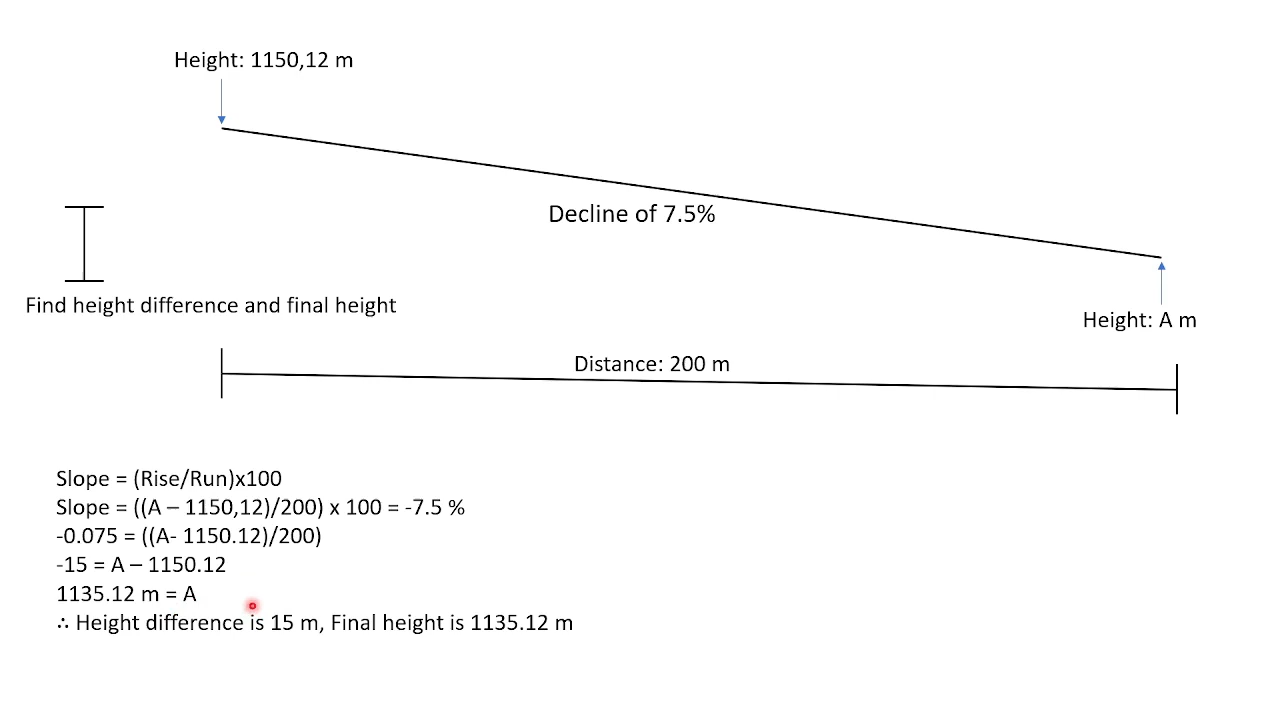 Height: 1150,12 m
Decline of 7.5%
Find height difference and final height
Height: A m
Distance: 200 m
Slope = (Rise/Run)x100
Slope = ((A – 1150,12)/200) x 100 = -7.5 %
-0.075 = ((A- 1150.12)/200)
-15 = A – 1150.12
1135.12 m = A
∴ Height difference is 15 m, Final height is 1135.12 m